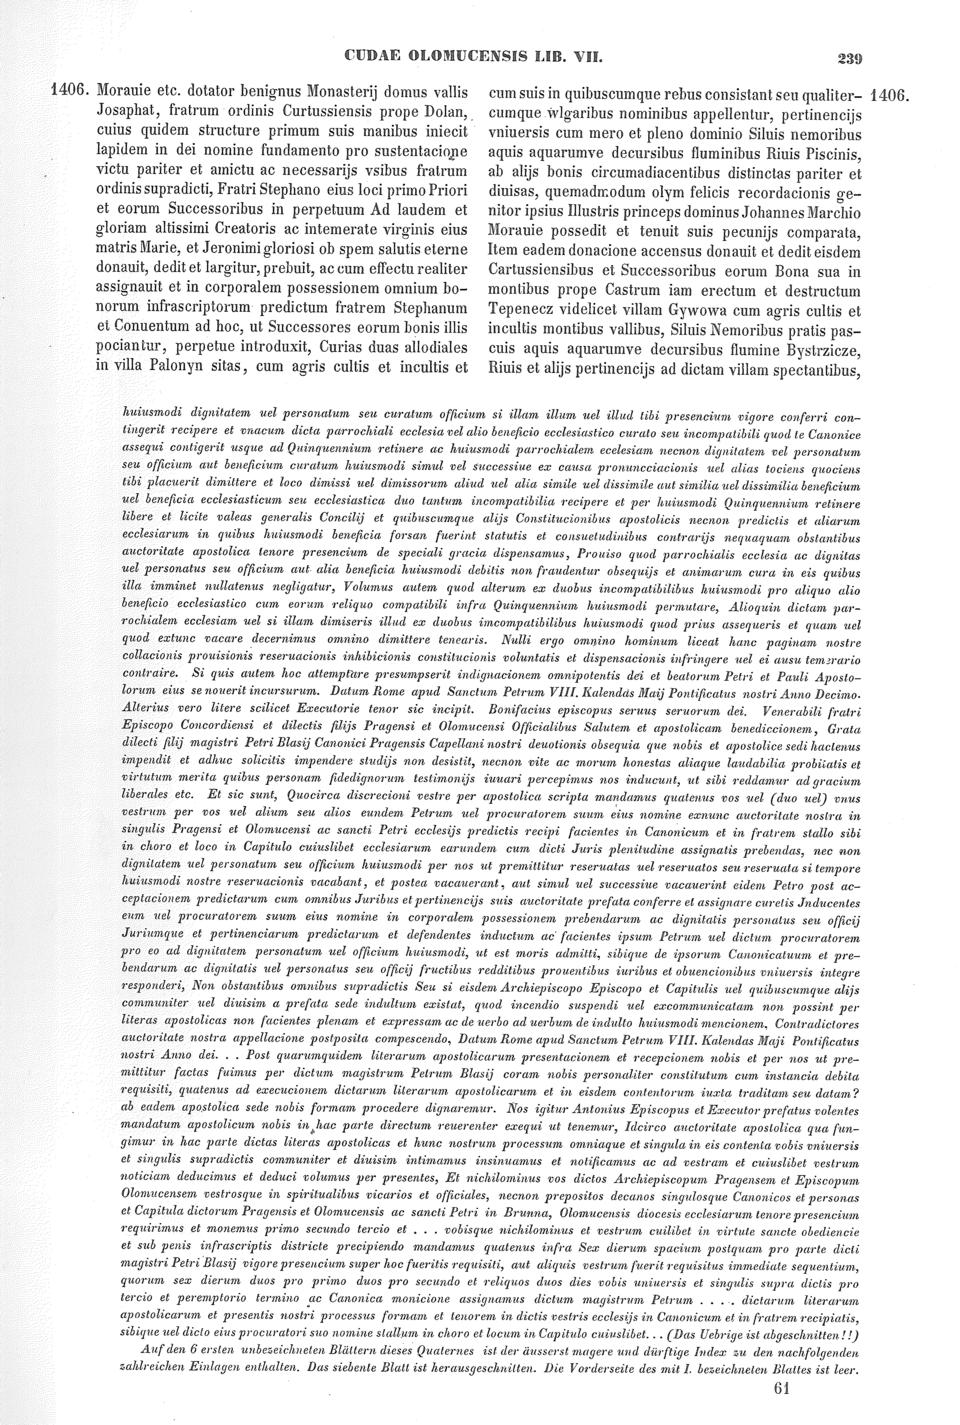 CUDAE OLOMUCENSIS LIB. VII.
239
1406. Morauie etc. dotator benignus Monasterij domus vallis
Josaphat, fratrum ordinis Curtussiensis prope Dolan,
cuius quidem structure primum suis manibus iniecit
lapidem in dei nomine fundamento pro sustentacione
victu pariter et amictu ac necessarijs vsibus fratrum
ordinis supradicti, Fratri Stephano eius loci primo Priori
et eorum Successoribus in perpetuum Ad laudem et
gloriam altissimi Creatoris ac intemerate virginis eius
matris Marie, et Jeronimi gloriosi ob spem salutis eterne
donauit, dedit et largitur, prebuit, ac cum effectu realiter
assignauit et in corporalem possessionem omnium bo-
norum infrascriptorum predictum fratrem Stephanum
et Conuentum ad hoc, ut Successores eorum bonis illis
pociantur, perpetue introduxit, Curias duas allodiales
in villa Palonyn sitas, cum agris cultis et incultis et
cum suis in quibuscumque rebus consistant seu qualiter- 1406.
cumque wlgaribus nominibus appellentur, pertinencijs
vniuersis cum mero et pleno dominio Siluis nemoribus
aquis aquarumve decursibus fluminibus Riuis Piscinis,
ab alijs bonis circumadiacentibus distinctas pariter et
diuisas, quemadmodum olym felicis recordacionis ge-
nitor ipsius Illustris princeps dominus Johannes Marchio
Morauie possedit et tenuit suis pecunijs comparata,
Item eadem donacione accensus donauit et dedit eisdem
Cartussiensibus et Successoribus eorum Bona sua in
montibus prope Castrum iam erectum et destructum
Tepenecz videlicet villam Gywowa cum agris cultis et
incultis montibus vallibus, Siluis Nemoribus pratis pas-
cuis aquis aquarumve decursibus flumine Bystrzicze,
Riuis et alijs pertinencijs ad dictam villam spectantibus,
huiusmodi dignitatem uel personatum seu curatum officium si illam illum uel illud tibi presencium vigore conferri con-
tingerit recipere et vnacum dicta parrochiali ecclesia vel alio beneficio ecclesiastico curato seu incompatibili quod te Canonice
assequi contigerit usque ad Quinquennium retinere ac huiusmodi parrochialem ecelesiam necnon dignitatem vel personatum
seu officium aut beneficium curatum huiusmodi simul vel successiue ex causa pronuncciacionis uel alias tociens quociens
tibi placuerit dimittere et loco dimissi uel dimissorum aliud uel alia simile uel dissimile aut similia uel dissimilia beneficium
uel beneficia ecclesiasticum seu ecclesiastica duo tantum incompatibilia recipere et per huiusmodi Quinquennium retinere
libere et licite valeas generalis Concilij et quibuscumque alijs Constitucionibus apostolicis necnon predictis et aliarum
ecclesiarum in quibus huiusmodi beneficia forsan fuerint statutis et consuetudinibus contrarijs nequaquam obstantibus
auctoritate apostolica tenore presencium de speciali gracia dispensamus, Prouiso quod parrochialis ecclesia ac dignitas
uel personatus seu officium aut alia beneficia huiusmodi debitis non fraudentur obsequijs et animarum cura in eis quibus
illa imminet nullatenus negligatur, Volumus autem quod alterum ex duobus incompatibilibus huiusmodi pro aliquo alio
beneficio ecclesiastico cum eorum reliquo compatibili infra Quinquennium huiusmodi permutare, Alioquin dictam par-
rochialem ecclesiam uel si illam dimiseris illud ex duobus imcompatibilibus huiusmodi quod prius assequeris et quam uel
quod extunc vacare decernimus omnino dimittere tenearis. Nulli ergo omnino hominum liceat hanc paginam nostre
collacionis prouisionis reseruacionis inhibicionis constitucionis voluntatis et dispensacionis infringere uel ei ausu temerario
contraire. Si quis autem hoc attemptare presumpserit indignacionem omnipotentis dei et beatorum Petri et Pauli Aposto-
lorum eius se nouerit incursurum. Datum Rome apud Sanctum Petrum VIII. Kalendas Maij Pontificatus nostri Anno Decimo.
Alterius vero litere scilicet Executorie tenor sic incipit. Bonifacius episcopus seruus seruorum dei. Venerabili fratri
Episcopo Concordiensi et dilectis filijs Pragensi et Olomucensi Officialibus Salutem et apostolicam benediccionem, Grata
dilecti filij magistri Petri Blasij Canonici Pragensis Capellani nostri deuotionis obsequia que nobis et apostolice sedi hactenus
impendit et adhuc solicitis impendere studijs non desistit, necnon vite ac morum honestas aliaque laudabilia probitatis et
virtutum merita quibus personam fidedignorum testimonijs iuuari percepimus nos inducunt, ut sibi reddamur ad gracium
liberales etc. Et sic sunt, Quocirca discrecioni vestre per apostolica scripta mandamus quatenus vos uel (duo uel) vnus
vestrum per vos uel alium seu alios eundem Petrum uel procuratorem suum eius nomine exnunc auctoritate nostra in
singulis Pragensi et Olomucensi ac sancti Petri ecclesijs predictis recipi facientes in Canonicum et in fratrem stallo sibi
in choro et loco in Capitulo cuiuslibet ecclesiarum earundem cum dicti Juris plenitudine assignatis prebendas, nec non
dignitatem uel personatum seu officium huiusmodi per nos ut premittitur reseruatas uel reseruatos seu reseruata si tempore
huiusmodi nostre reseruacionis vacabant, et postea vacauerant, aut simul uel successiue vacauerint eidem Petro post ac-
ceptacionem predictarum cum omnibus Juribus et pertinencijs suis auctoritate prefata conferre et assignare curetis Jnducentes
eum uel procuratorem suum eius nomine in corporalem possessionem prebendarum ac dignitatis personatus seu officij
Juriumque et pertinenciarum predictarum et defendentes inductum ac facientes ipsum Petrum uel dictum procuratorem
pro eo ad dignitatem personatum uel officium huiusmodi, ut est moris admitti, sibique de ipsorum Canonicatuum et pre-
bendarum ac dignitatis uel personatus seu officij fructibus redditibus prouentibus iuribus et obuencionibus vniuersis integre
responderi, Non obstantibus omnibus supradictis Seu si eisdem Archiepiscopo Episcopo et Capitulis uel quibuscumque alijs
communiter uel diuisim a prefata sede indultum existat, quod incendio suspendi uel excommunicatam non possint per
literas apostolicas non facientes plenam et expressam ac de uerbo ad uerbum de indulto huiusmodi mencionem, Contradictores
auctoritate nostra appellacione postposita compescendo, Datum Rome apud Sanctum Petrum VIII. Kalendas Maji Pontificatus
nostri Anno dei. . . Post quarumquidem literarum apostolicarum presentacionem et recepcionem nobis et per nos ut pre-
mittitur factas fuimus per dictum magistrum Petrum Blasij coram nobis personaliter constitutum cum instancia debita
requisiti, quatenus ad execucionem dictarum literarum apostolicarum et in eisdem contentorum iuxta traditam seu datam?
ab eadem apostolica sede nobis formam procedere dignaremur. Nos igitur Antonius Episcopus et Executor prefatus volentes
mandatum apostolicum nobis in hac parte directum reuerenter exequi ut tenemur, Idcirco auctoritate apostolica qua fun-
gimur in hac parte dictas literas apostolicas et hunc nostrum processum omniaque et singula in eis contenta vobis vniuersis
et singulis supradictis communiter et diuisim intimamus insinuamus et notificamus ac ad vestram et cuiuslibet vestrum
noticiam deducimus et deduci volumus per presentes, Et nichilominus vos dictos Archiepiscopum Pragensem et Episcopum
Olomucensem vestrosque in spiritualibus vicarios et officiales, necnon prepositos decanos singulosque Canonicos et personas
et Capitula dictorum Pragensis et Olomucensis ac sancti Petri in Brunna, Olomucensis diocesis ecclesiarum tenore presencium
requirimus et monemus primo secundo tercio et . . . vobisque nichilominus et vestrum cuilibet in virtute sancte obediencie
et sub penis infrascriptis districte precipiendo mandamus quatenus infra Sex dierum spacium postquam pro parte dicti
magistri Petri Blasij vigore presencium super hoc fueritis requisiti, aut aliquis vestrum fuerit requisitus immediate sequentium,
quorum sex dierum duos pro primo duos pro secundo et reliquos duos dies vobis uniuersis et singulis supra dictis pro
tercio et peremptorio termino ac Canonica monicione assignamus dictum magistrum Petrum . . . . dictarum literarum
apostolicarum et presentis nostri processus formam et tenorem in dictis vestris ecclesijs in Canonicum et in fratrem recipiatis,
sibique uel dicto eius procuratori suo nomine stallum in choro et locum in Capitulo cuiuslibet. . . (Das Uebrige ist abgeschnitten!!)
Auf den 6 ersten unbezeichneten Blättern dieses Quaternes ist der äusserst magere und dürftige Index zu den nachfolgenden
zahlreichen Einlagen enthalten. Das siebente Blatt ist herausgeschnitten. Die Vorderseite des mit I. bezeichneten Blattes ist leer.
61